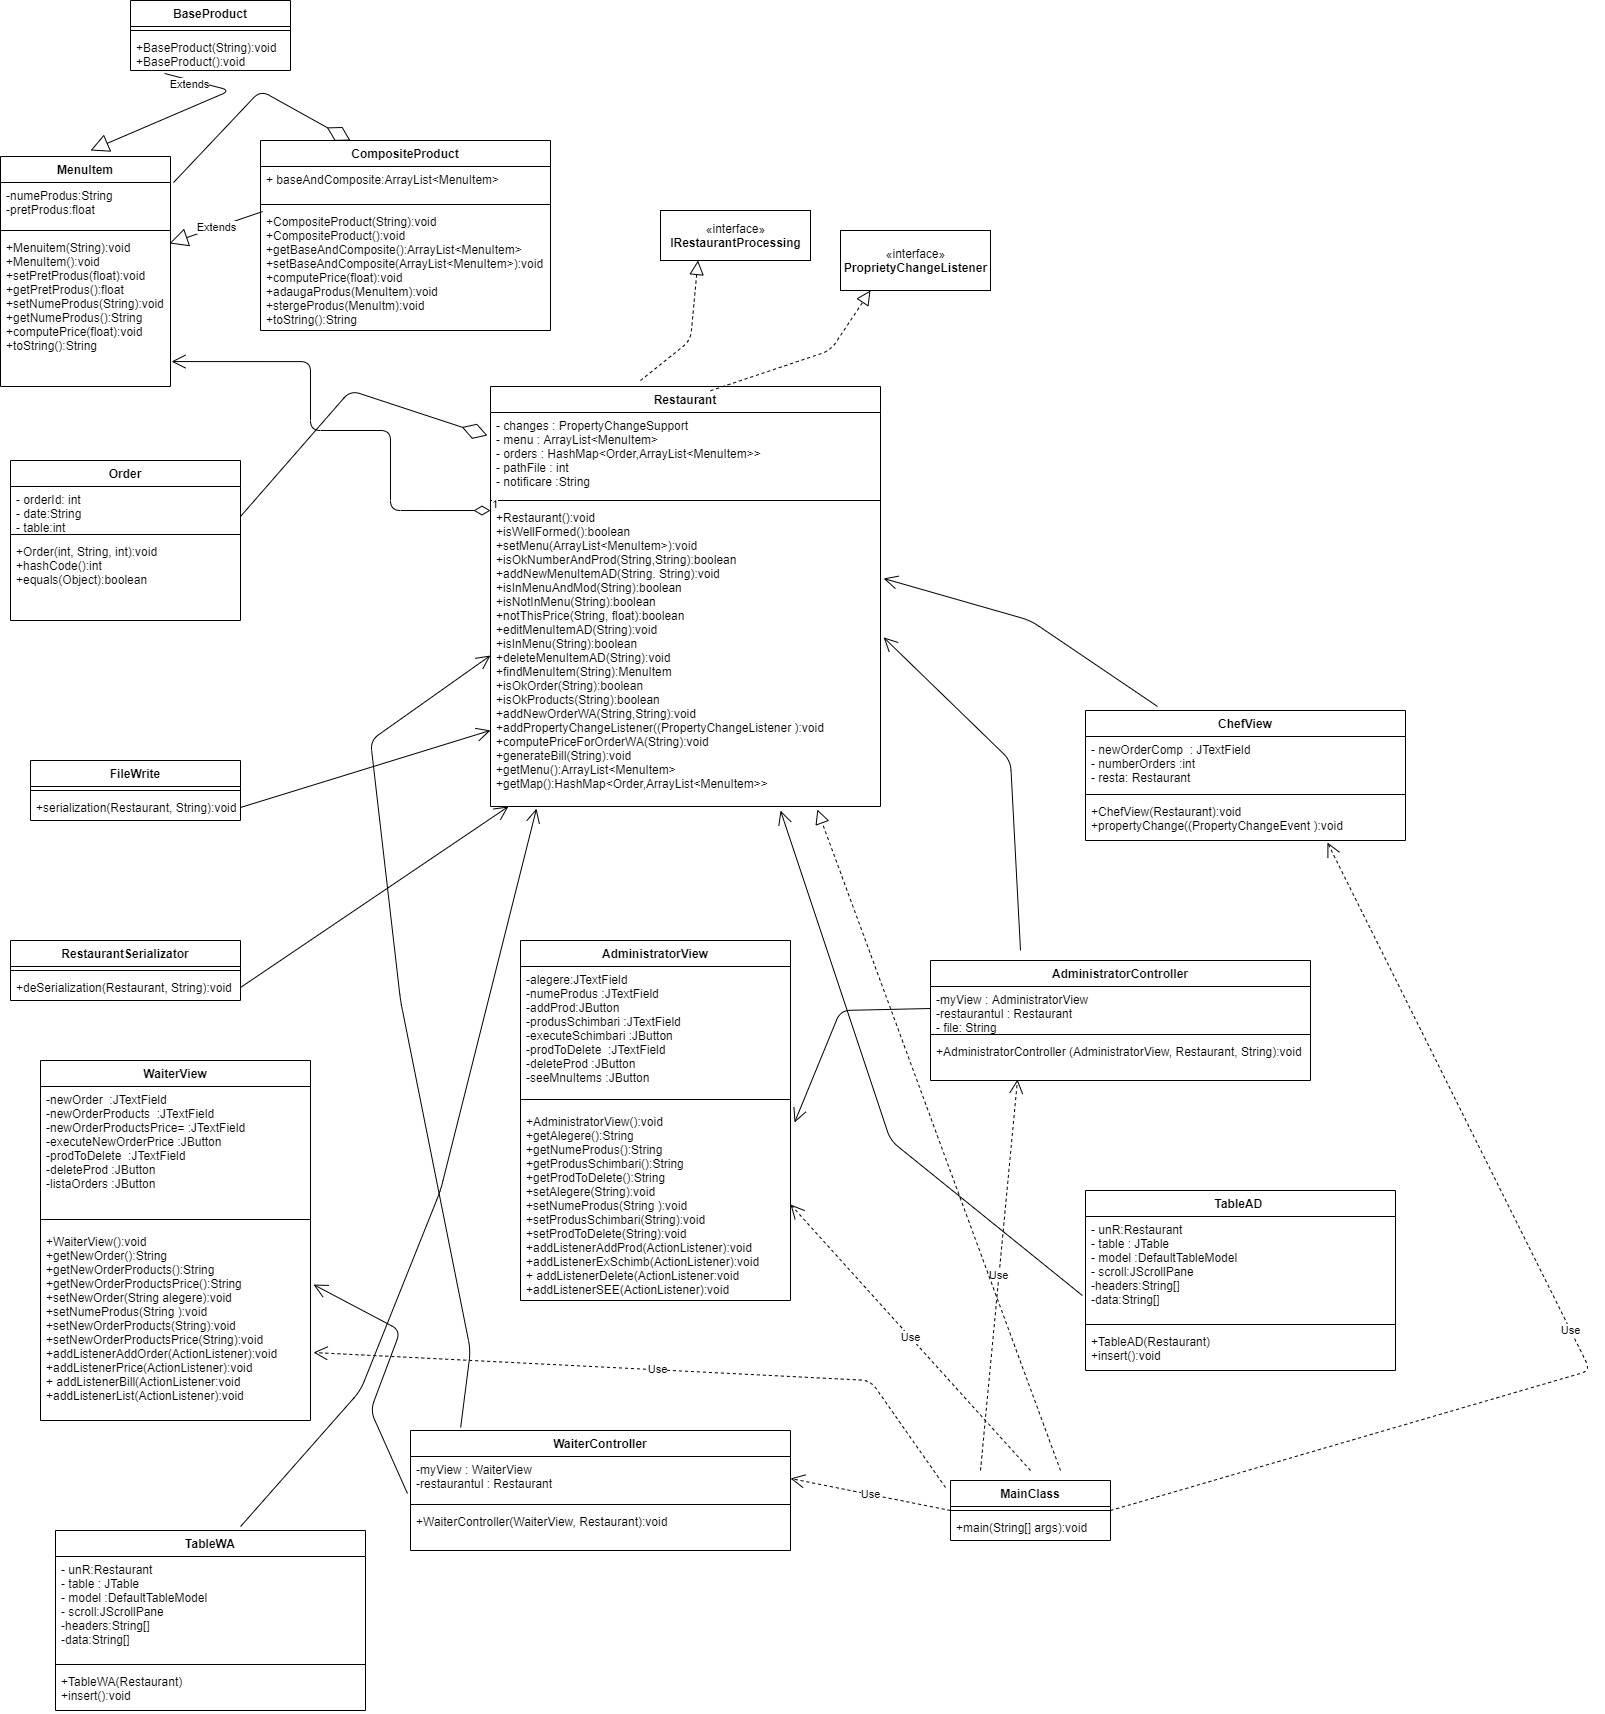 BaseProduct
+BaseProduct(String):void
+BaseProduct():void
Extends
MenuItem
-numeProdus:String
-pretProdus:float
+Menuitem(String):void
+MenuItem():void
+setPretProdus(float):void
+getPretProdus():float
+setNumeProdus(String):void
+getNumeProdus():String
+computePrice(float):void
+toString():String
CompositeProduct
+ baseAndComposite:ArrayList<MenuItem>
+CompositeProduct(String):void
+CompositeProduct():void
+getBaseAndComposite():ArrayList<MenuItem>
+setBaseAndComposite(ArrayList<MenuItem>):void
+computePrice(float):void
+adaugaProdus(MenuItem):void
+stergeProdus(MenuItm):void
+toString():String
Extends
«interface»
IRestaurantProcessing
«interface»
ProprietyChangeListener
Restaurant
- changes : PropertyChangeSupport
- menu : ArrayList<MenuItem>
- orders : HashMap<Order,ArrayList<MenuItem>>
- pathFile : int
- notificare :String
1
+Restaurant():void
+isWellFormed():boolean
+setMenu(ArrayList<MenuItem>):void
+isOkNumberAndProd(String,String):boolean
+addNewMenuItemAD(String. String):void
+isInMenuAndMod(String):boolean
+isNotInMenu(String):boolean
+notThisPrice(String, float):boolean
+editMenuItemAD(String):void
+isInMenu(String):boolean
+deleteMenuItemAD(String):void
+findMenuItem(String):MenuItem
+isOkOrder(String):boolean
+isOkProducts(String):boolean
+addNewOrderWA(String,String):void
+addPropertyChangeListener((PropertyChangeListener ):void
+computePriceForOrderWA(String):void
+generateBill(String):void
+getMenu():ArrayList<MenuItem>
+getMap():HashMap<Order,ArrayList<MenuItem>>
Order
- orderId: int
- date:String
- table:int
+Order(int, String, int):void
+hashCode():int
+equals(Object):boolean
FileWrite
+serialization(Restaurant, String):void
ChefView
- newOrderComp  : JTextField
- numberOrders :int
- resta: Restaurant
+ChefView(Restaurant):void
+propertyChange((PropertyChangeEvent ):void
RestaurantSerializator
+deSerialization(Restaurant, String):void
AdministratorView
-alegere:JTextField
-numeProdus :JTextField
-addProd:JButton
-produsSchimbari :JTextField
-executeSchimbari :JButton
-prodToDelete  :JTextField
-deleteProd :JButton
-seeMnuItems :JButton
+AdministratorView():void
+getAlegere():String
+getNumeProdus():String
+getProdusSchimbari():String
+getProdToDelete():String
+setAlegere(String):void
+setNumeProdus(String ):void
+setProdusSchimbari(String):void
+setProdToDelete(String):void
+addListenerAddProd(ActionListener):void
+addListenerExSchimb(ActionListener):void
+ addListenerDelete(ActionListener:void
+addListenerSEE(ActionListener):void
AdministratorController
-myView : AdministratorView
-restaurantul : Restaurant
- file: String
+AdministratorController (AdministratorView, Restaurant, String):void
WaiterView
-newOrder  :JTextField
-newOrderProducts  :JTextField
-newOrderProductsPrice= :JTextField
-executeNewOrderPrice :JButton
-prodToDelete  :JTextField
-deleteProd :JButton
-listaOrders :JButton
+WaiterView():void
+getNewOrder():String
+getNewOrderProducts():String
+getNewOrderProductsPrice():String
+setNewOrder(String alegere):void
+setNumeProdus(String ):void
+setNewOrderProducts(String):void
+setNewOrderProductsPrice(String):void
+addListenerAddOrder(ActionListener):void
+addListenerPrice(ActionListener):void
+ addListenerBill(ActionListener:void
+addListenerList(ActionListener):void
TableAD
- unR:Restaurant
- table : JTable
- model :DefaultTableModel
- scroll:JScrollPane
-headers:String[]
-data:String[]
+TableAD(Restaurant)
+insert():void
Use
Use
Use
Use
WaiterController
-myView : WaiterView
-restaurantul : Restaurant
+WaiterController(WaiterView, Restaurant):void
Use
MainClass
+main(String[] args):void
TableWA
- unR:Restaurant
- table : JTable
- model :DefaultTableModel
- scroll:JScrollPane
-headers:String[]
-data:String[]
+TableWA(Restaurant)
+insert():void